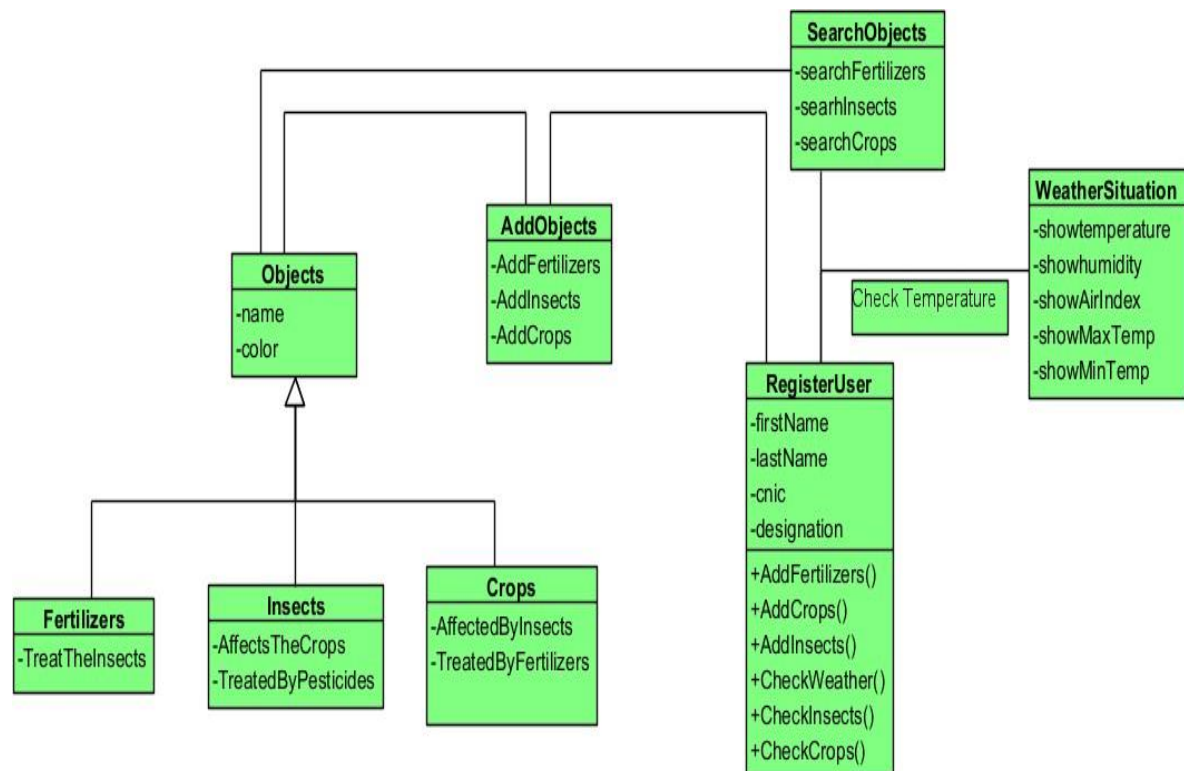 SearchObjects
-searchFertilizers
-searhInsects
-searchCrops
WeatherSituation
-showtemperature
-showhumidity
-showAirIndex
-showMaxTemp
-showMinTemp
AddObjects
-AddFertilizers
-AddInsects
-AddCrops
Objects
-name
-color
Check Temperature
RegisterUser
-firstName
-lastName
-cnic
-designation
+AddFertilizers()
+AddCrops()
+AddInsects()
+CheckWeather()
+CheckInsects()
+CheckCrops()
Fertilizers
-TreatTheInsects
Insects
-AffectsTheCrops
-TreatedByPesticides
Crops
-AffectedByInsects
-TreatedByFertilizers